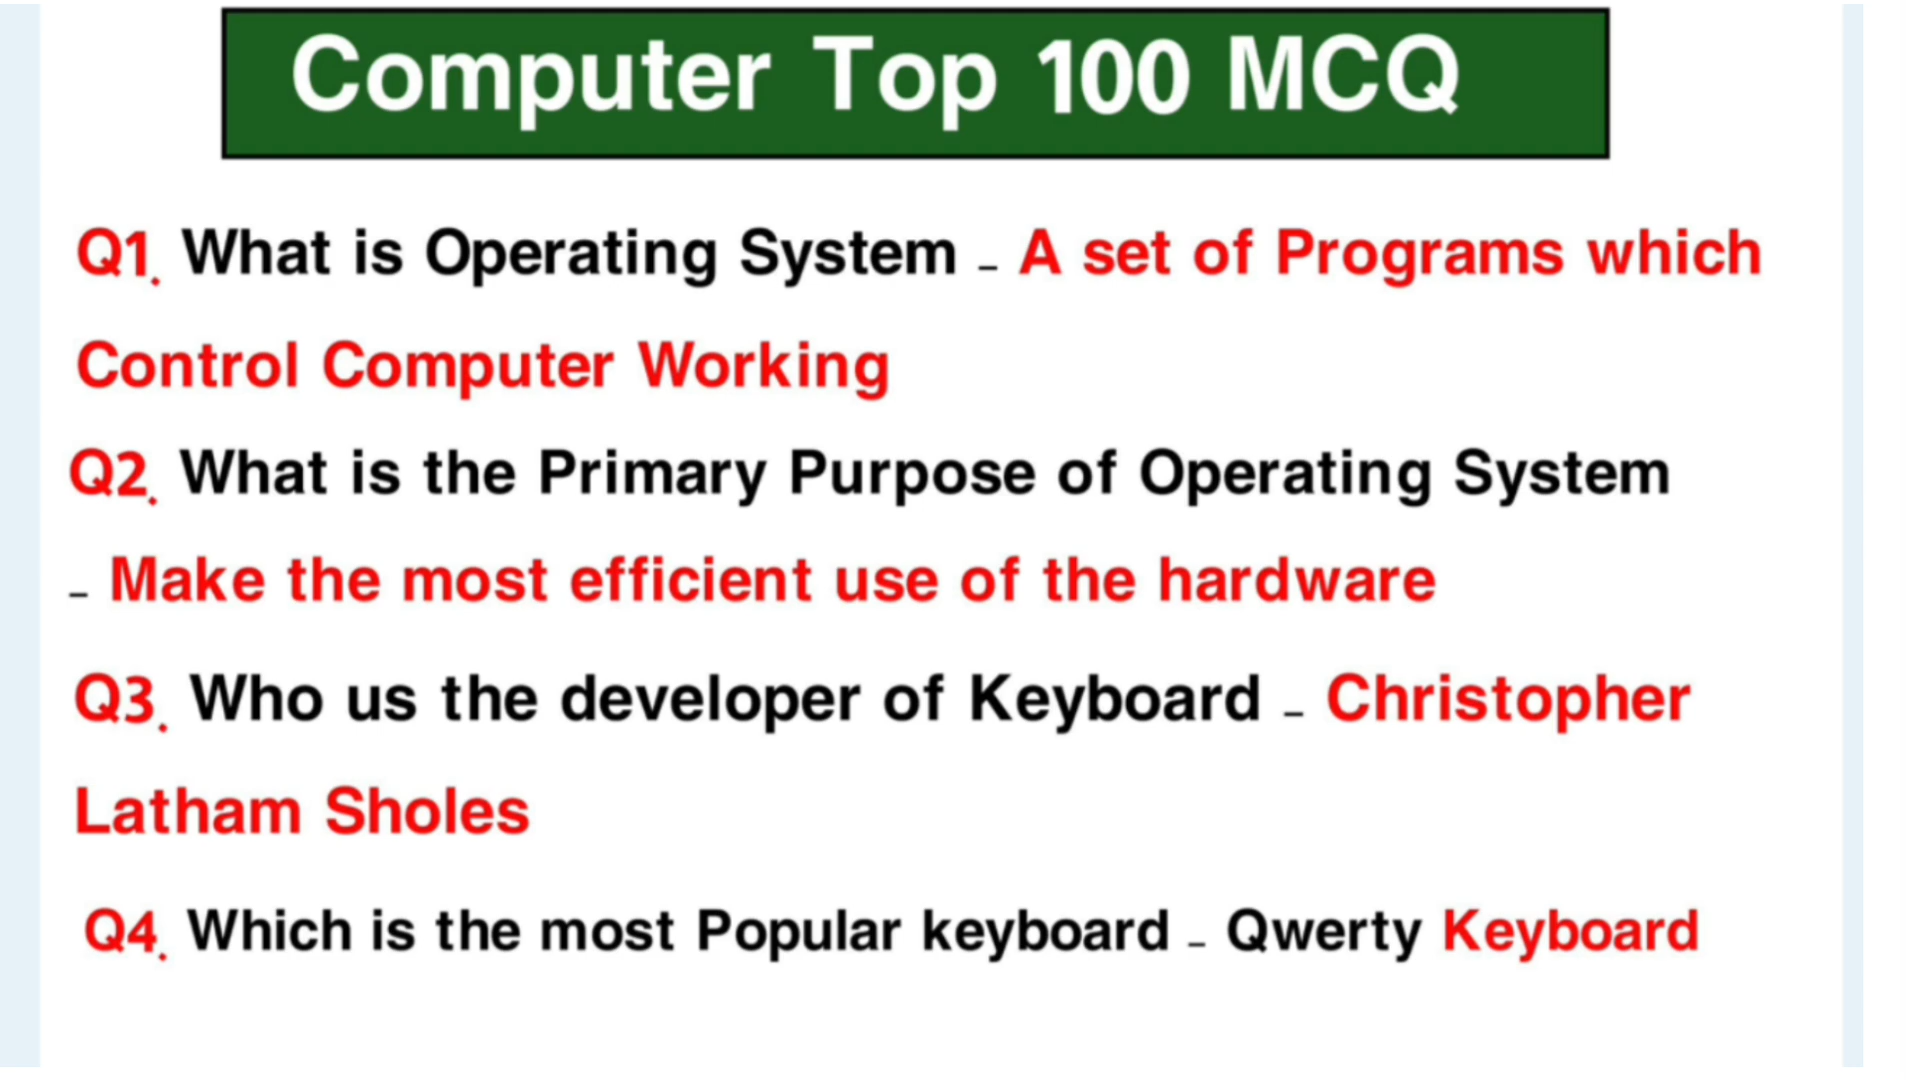 Computer Top 100 MCQ
Q1. What is Operating System - A set of Programs which
Control Computer Working
Q2. What is the Primary Purpose of Operating System
- Make the most efficient use of the hardware
Q3. Who us the developer of Keyboard - Christopher
Latham Sholes
Q4. Which is the most Popular keyboard - Qwerty Keyboard